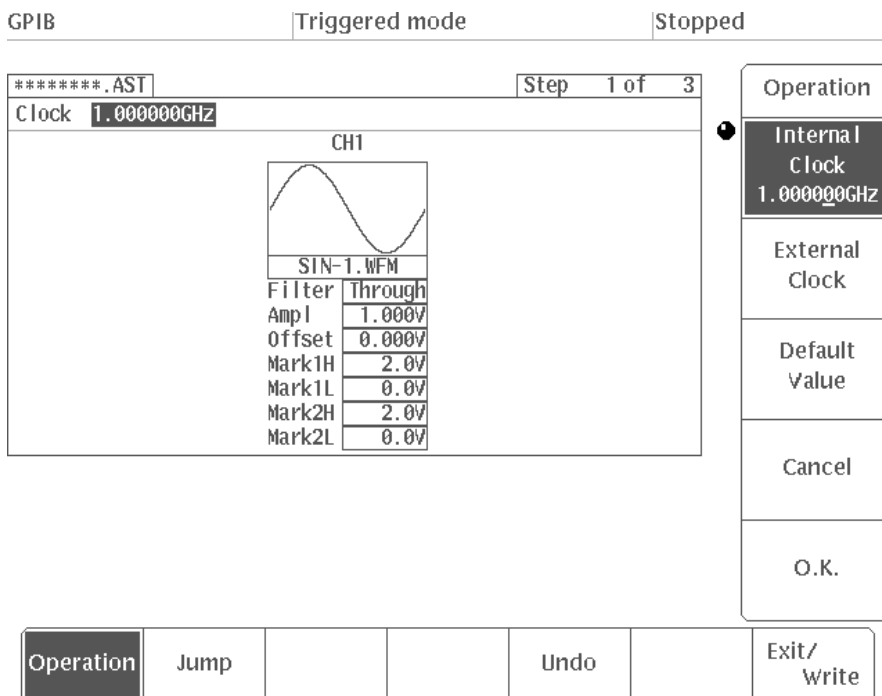 GPIB Triggered mode Stopped
********.AST Step 1 of 3
Clock 1.000000GHz
CH1
SIN-1.WFM
Filter Through
Ampl 1.000V
Offset 0.000V
Mark1H 2.0V
Mark1L 0.0V
Mark2H 2.0V
Mark2L 0.0V
Operation
Internal
Clock
1.000000GHz
External
Clock
Default
Value
Cancel
O.K.
Operation Jump Undo Exit/
Write